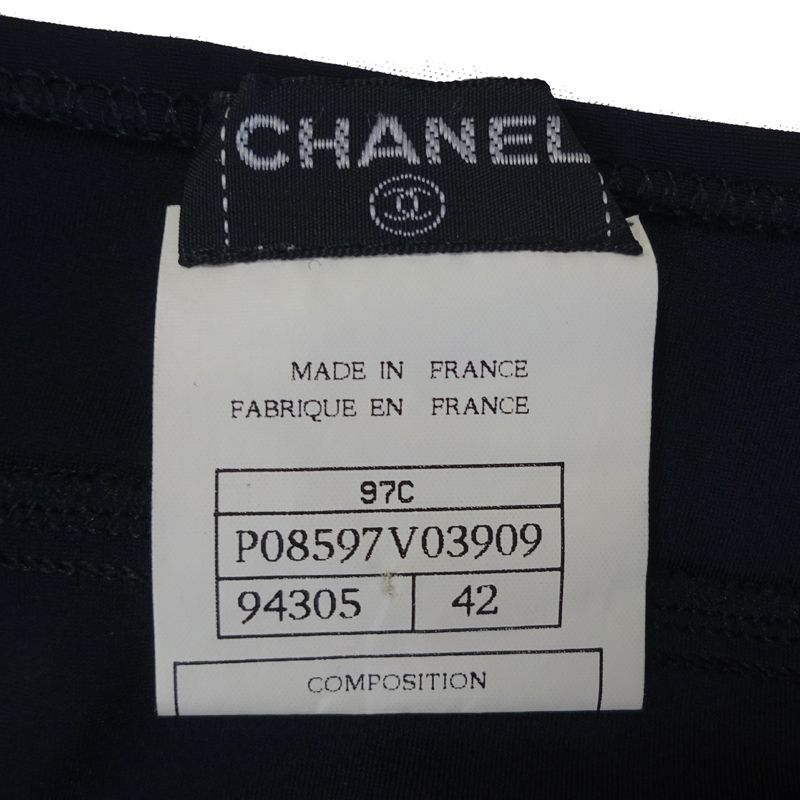 CHANEL
MADE IN FRANCE
FABRIQUE EN FRANCE
97C
P08597V03909
94305 42
COMPOSITION